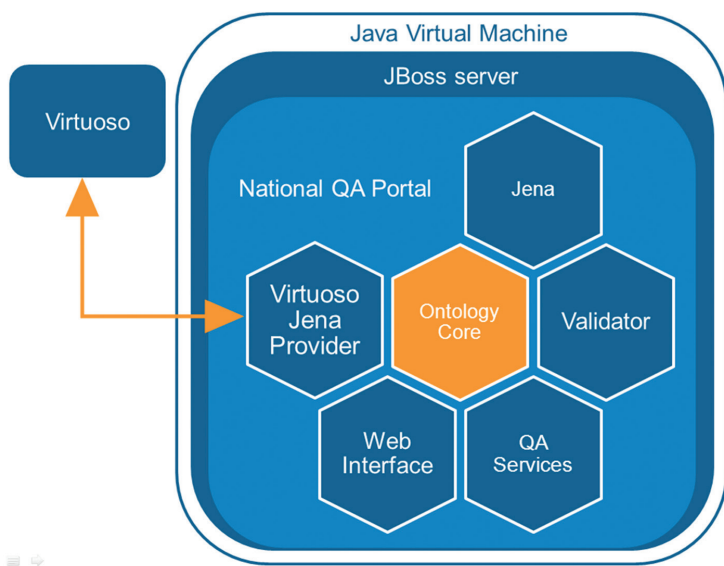 Java Virtual Machine
JBoss server
Virtuoso
National QA Portal
Jena
Virtuoso
Jena
Provider
Ontology
Core
Validator
Web
Interface
QA
Services